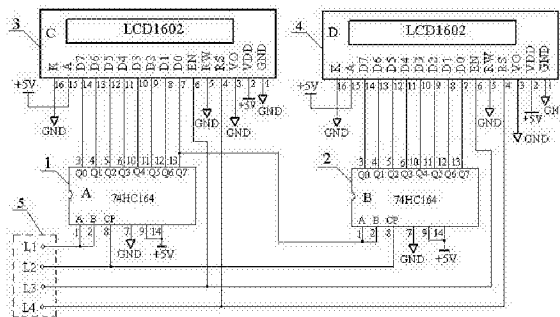 3
C
LCD1602
4
D
LCD1602
K A D7 D6 D5 D4 D3 D2 D1 D0 EN RW RS VO VDD GND
K A D7 D6 D5 D4 D3 D2 D1 D0 EN RW RS VO VDD GND
+5V
16 15 14 13 12 11 10 9 8 7 6 5 4 3 2 1
+5V
16 15 14 13 12 11 10 9 8 7 6 5 4 3 2 1
+5V
+5V
GND
GND
GND
GND
GND
GND
GND
GND
1
3 4 5 6 10 11 12 13
Q0 Q1 Q2 Q3 Q4 Q5 Q6 Q7
A
74HC164
A B CP
1 2 8 7 9 14
2
3 4 5 6 10 11 12 13
Q0 Q1 Q2 Q3 Q4 Q5 Q6 Q7
B
74HC164
A B CP
1 2 8 7 9 14
5
GND
+5V
GND
+5V
L1
L2
L3
L4